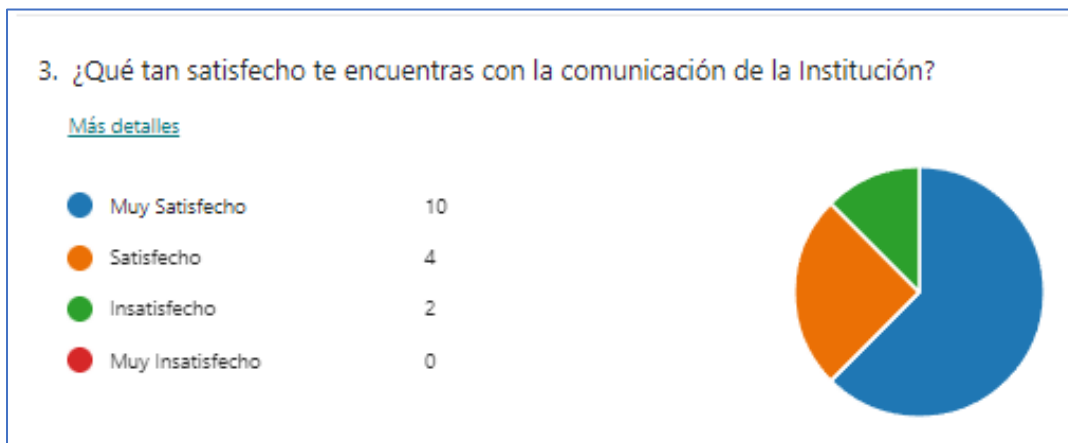 3. ¿Qué tan satisfecho te encuentras con la comunicación de la Institución?
Más detalles
Muy Satisfecho 10
Satisfecho 4
Insatisfecho 2
Muy Insatisfecho 0